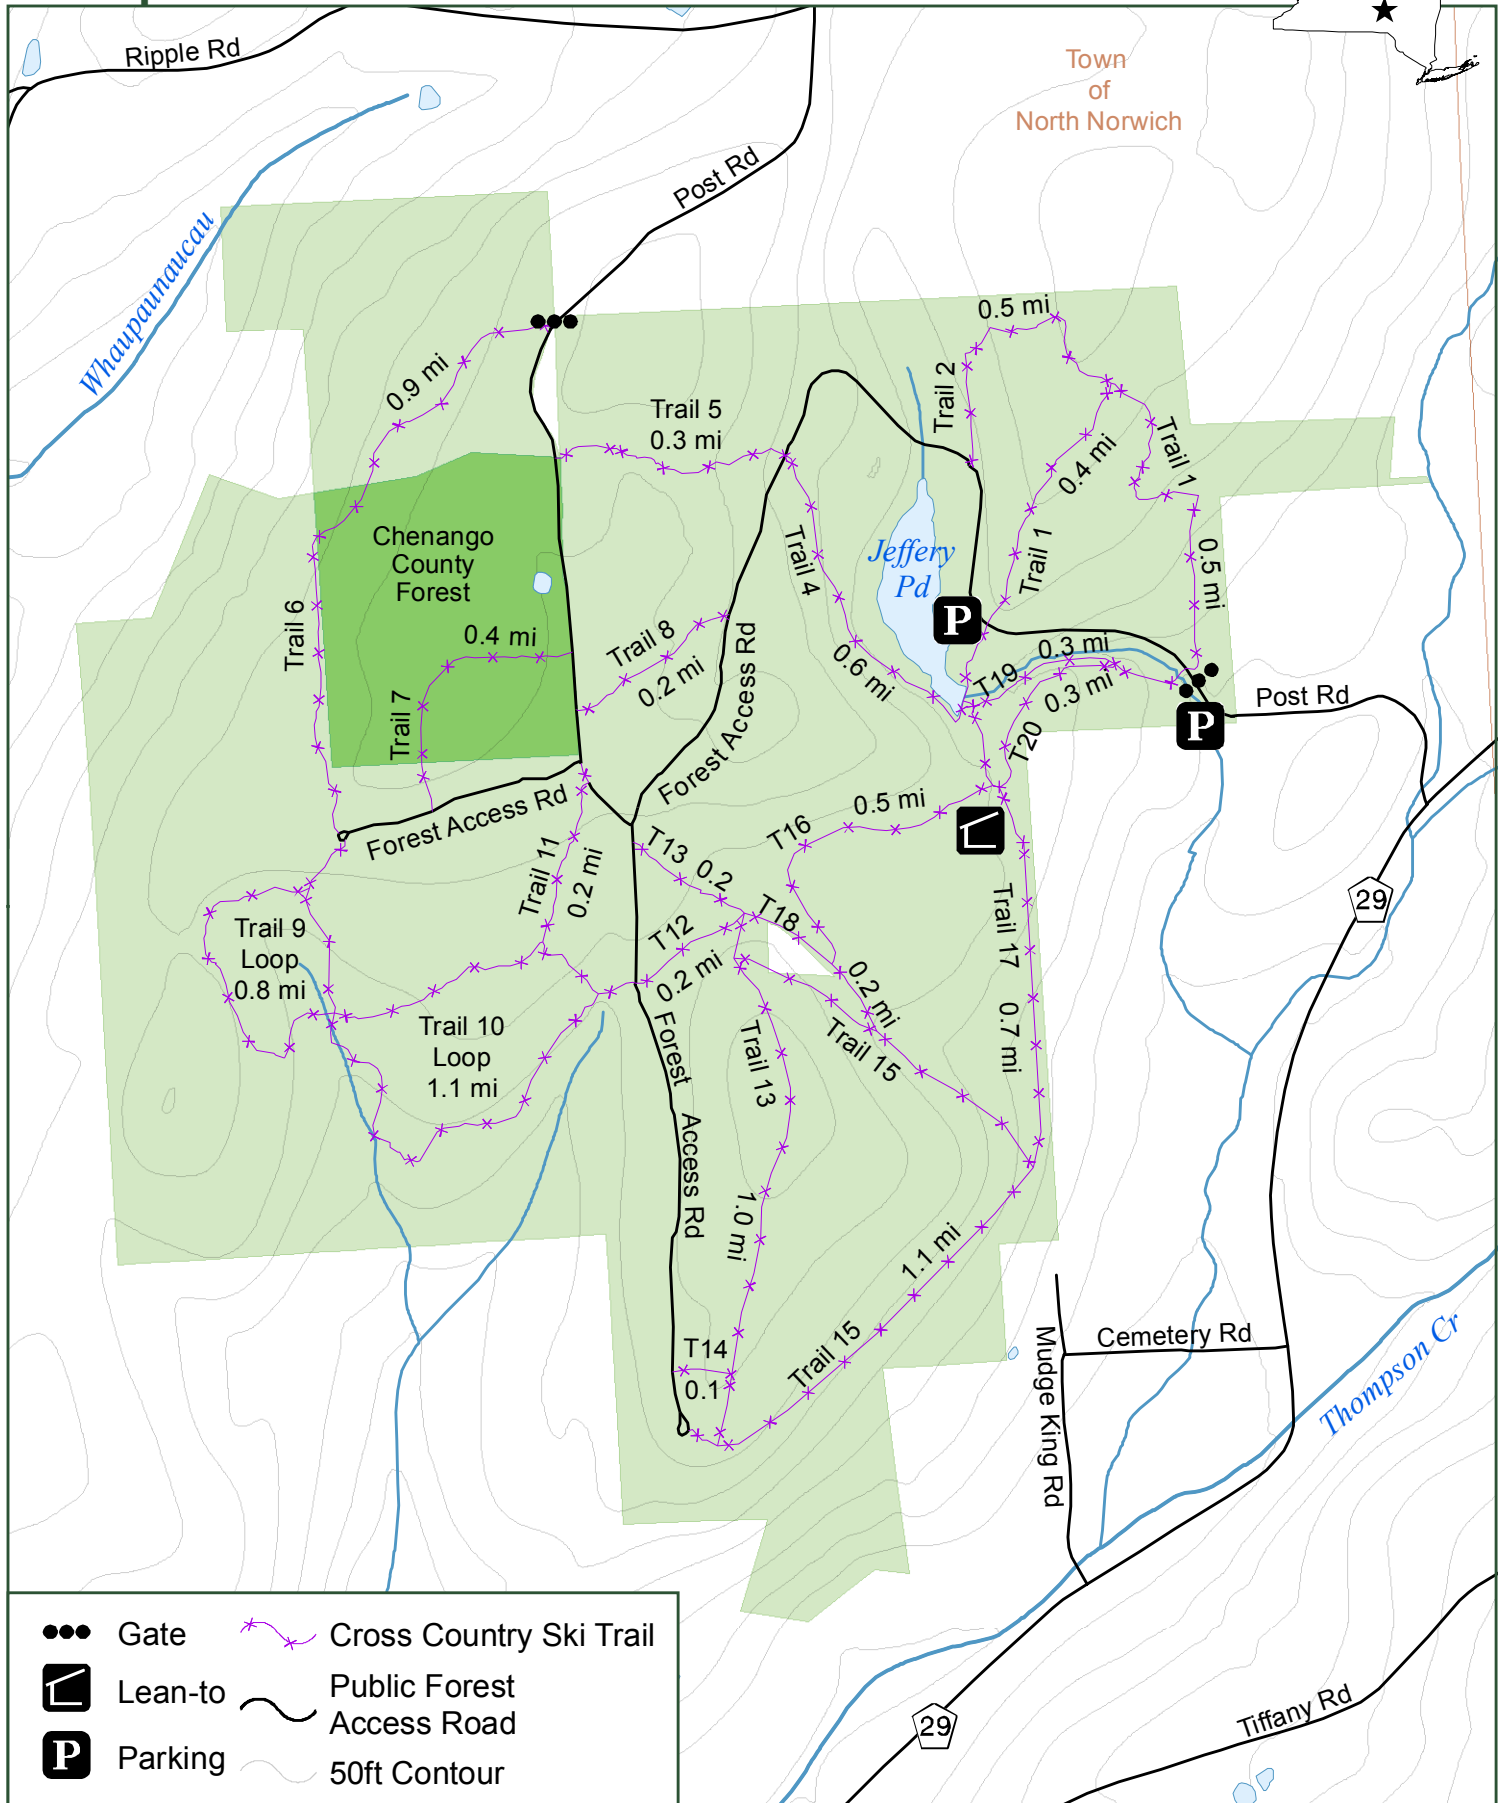 Ripple Rd
Town
of
North Norwich
Post Rd
Whaupaunaucau
0.5 mi
0.9 mi
Trail 2
Trail 5
0.3 mi
Trail 1
0.4 mi
Chenango
County
Forest
Trail 4
Jeffery
Pd
Trail 1
0.5 mi
Trail 6
0.4 mi
Trail 8
0.2 mi
Forest Access Rd
0.6 mi
P
0.3 mi
T19
0.3 mi
Trail 7
T20
Post Rd
P
Forest Access Rd
0.5 mi
T16
T13
0.2
Trail 11
0.2 mi
29
Trail 9
Loop
0.8 mi
T12
0.2 mi
T18
0.2 mi
Trail 17
0.7 mi
Trail 10
Loop
1.1 mi
Forest
Access Rd
Trail 13
1.0 mi
Trail 15
1.1 mi
Trail 15
T14
0.1
Mudge King Rd
Cemetery Rd
Thompson Cr
29
Tiffany Rd
Gate
Cross Country Ski Trail
Lean-to
Public Forest
Access Road
P
Parking
50ft Contour